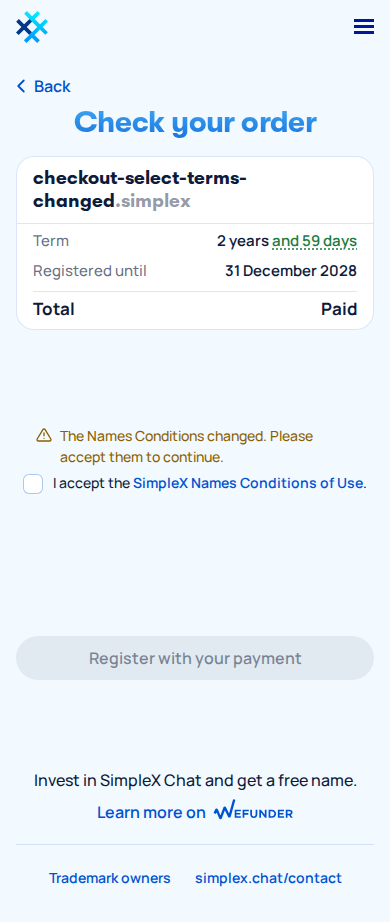 Back
Check your order
checkout-select-terms-
changed.simplex
Term 2 years and 59 days
Registered until 31 December 2028
Total Paid
The Names Conditions changed. Please
accept them to continue.
I accept the SimpleX Names Conditions of Use.
Register with your payment
Invest in SimpleX Chat and get a free name.
Learn more on WEFUNDER
Trademark owners simplex.chat/contact